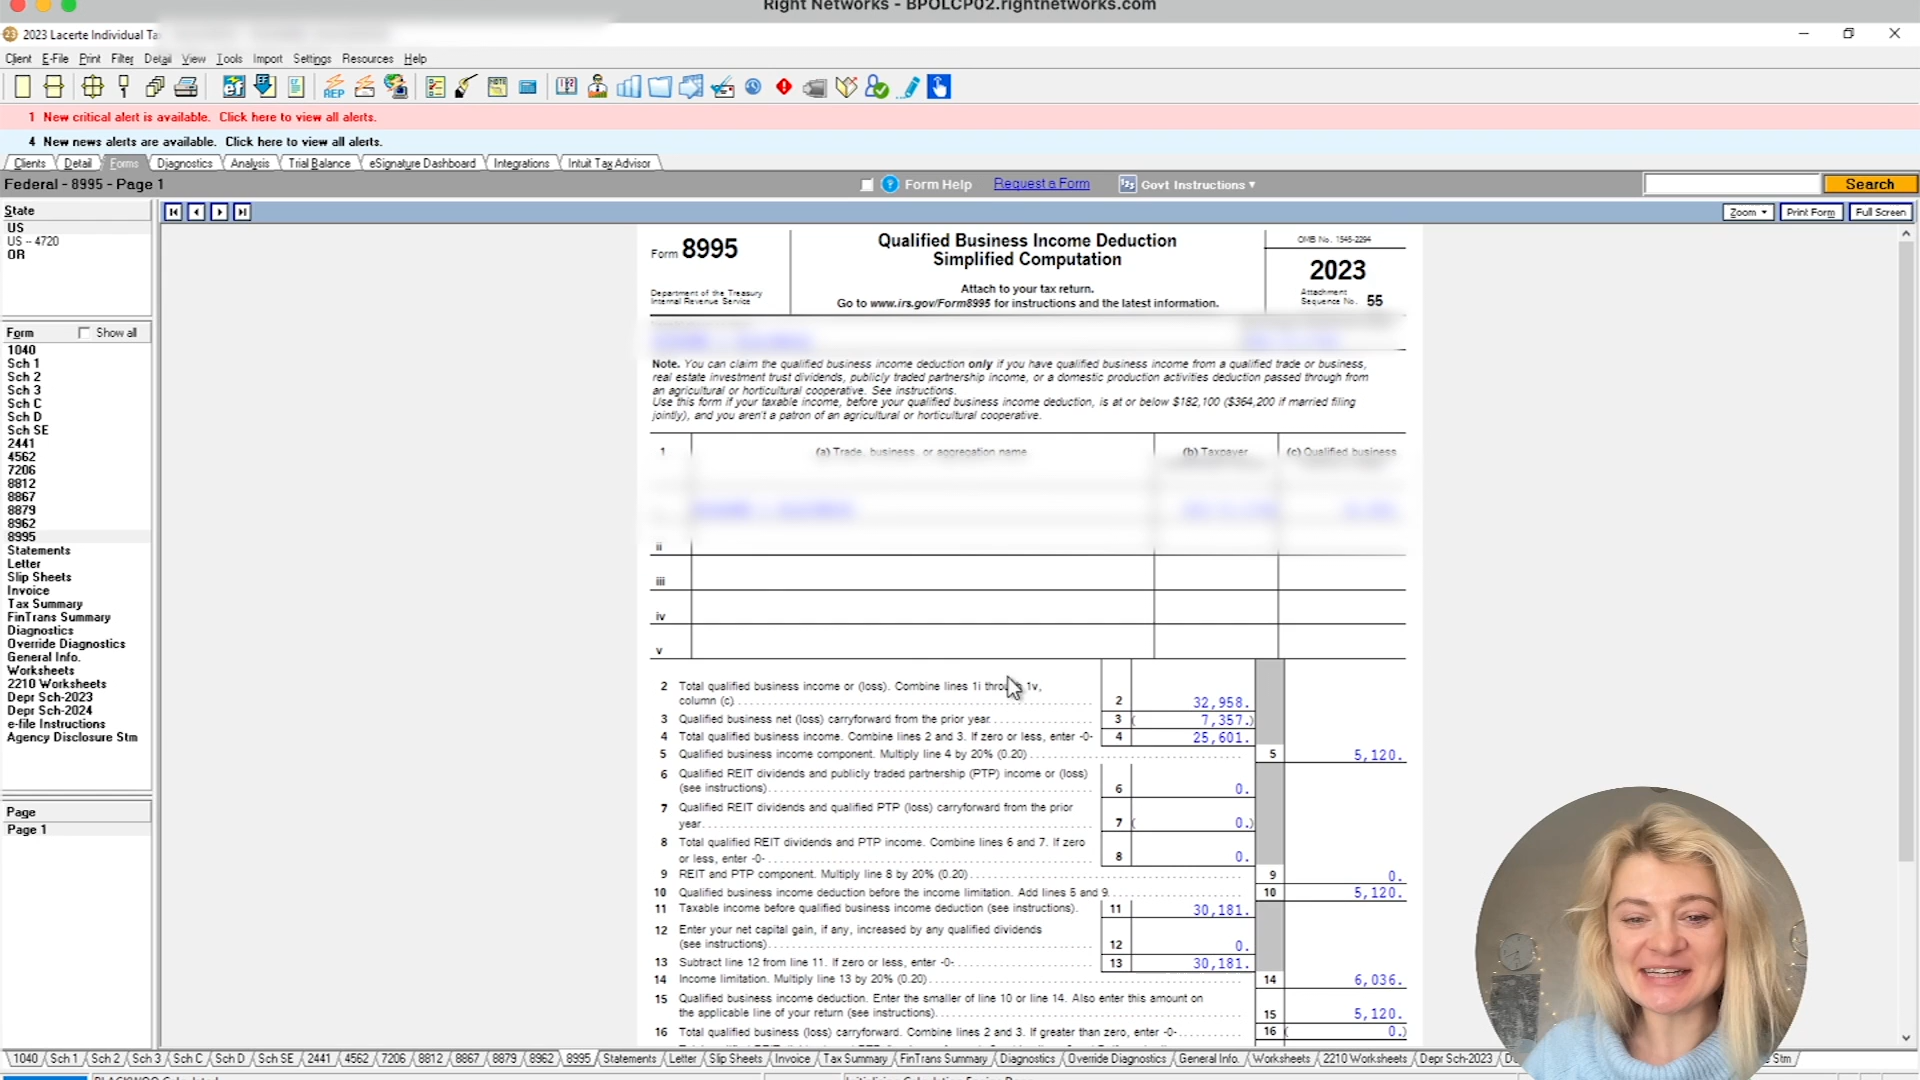 Right Networks - BPOLCP02.rightnetworks.com
2023 Lacerte Individual Ta
Client E-File Print Filter Detail View Tools Import Settings Resources Help
1 New critical alert is available. Click here to view all alerts.
4 New news alerts are available. Click here to view all alerts.
Clients Detail Forms Diagnostics Analysis Trial Balance eSignature Dashboard Integrations Intuit Tax Advisor
Federal - 8995 - Page 1
Form Help Request a Form Govt Instructions Search
State
US
US -- 4720
OR
Zoom Print Form Full Screen
Form Show all
1040
Sch 1
Sch 2
Sch 3
Sch C
Sch D
Sch SE
2441
4562
7206
8812
8867
8879
8962
8995
Statements
Letter
Slip Sheets
Invoice
Tax Summary
FinTrans Summary
Diagnostics
Override Diagnostics
General Info.
Worksheets
2210 Worksheets
Depr Sch-2023
Depr Sch-2024
e-file Instructions
Agency Disclosure Stm
Page
Page 1
Form 8995
Department of the Treasury
Internal Revenue Service
Qualified Business Income Deduction
Simplified Computation
Attach to your tax return.
Go to www.irs.gov/Form8995 for instructions and the latest information.
OMB No. 1545-2294
2023
Attachment
Sequence No. 55
Note. You can claim the qualified business income deduction only if you have qualified business income from a qualified trade or business,
real estate investment trust dividends, publicly traded partnership income, or a domestic production activities deduction passed through from
an agricultural or horticultural cooperative. See instructions.
Use this form if your taxable income, before your qualified business income deduction, is at or below $182,100 ($364,200 if married filing
jointly), and you aren't a patron of an agricultural or horticultural cooperative.
1 (a) Trade, business, or aggregation name (b) Taxpayer (c) Qualified business
ii
iii
iv
v
2 Total qualified business income or (loss). Combine lines 1i through 1v,
column (c) 2 32,958.
3 Qualified business net (loss) carryforward from the prior year 3 ( 7,357.)
4 Total qualified business income. Combine lines 2 and 3. If zero or less, enter -0- 4 25,601.
5 Qualified business income component. Multiply line 4 by 20% (0.20) 5 5,120.
6 Qualified REIT dividends and publicly traded partnership (PTP) income or (loss)
(see instructions) 6 0.
7 Qualified REIT dividends and qualified PTP (loss) carryforward from the prior
year 7 ( 0.)
8 Total qualified REIT dividends and PTP income. Combine lines 6 and 7. If zero
or less, enter -0- 8 0.
9 REIT and PTP component. Multiply line 8 by 20% (0.20) 9 0.
10 Qualified business income deduction before the income limitation. Add lines 5 and 9 10 5,120.
11 Taxable income before qualified business income deduction (see instructions) 11 30,181.
12 Enter your net capital gain, if any, increased by any qualified dividends
(see instructions) 12 0.
13 Subtract line 12 from line 11. If zero or less, enter -0- 13 30,181.
14 Income limitation. Multiply line 13 by 20% (0.20) 14 6,036.
15 Qualified business income deduction. Enter the smaller of line 10 or line 14. Also enter this amount on
the applicable line of your return (see instructions) 15 5,120.
16 Total qualified business (loss) carryforward. Combine lines 2 and 3. If greater than zero, enter -0- 16 ( 0.)
1040 Sch 1 Sch 2 Sch 3 Sch C Sch D Sch SE 2441 4562 7206 8812 8867 8879 8962 8995 Statements Letter Slip Sheets Invoice Tax Summary FinTrans Summary Diagnostics Override Diagnostics General Info. Worksheets 2210 Worksheets Depr Sch-2023 Stm